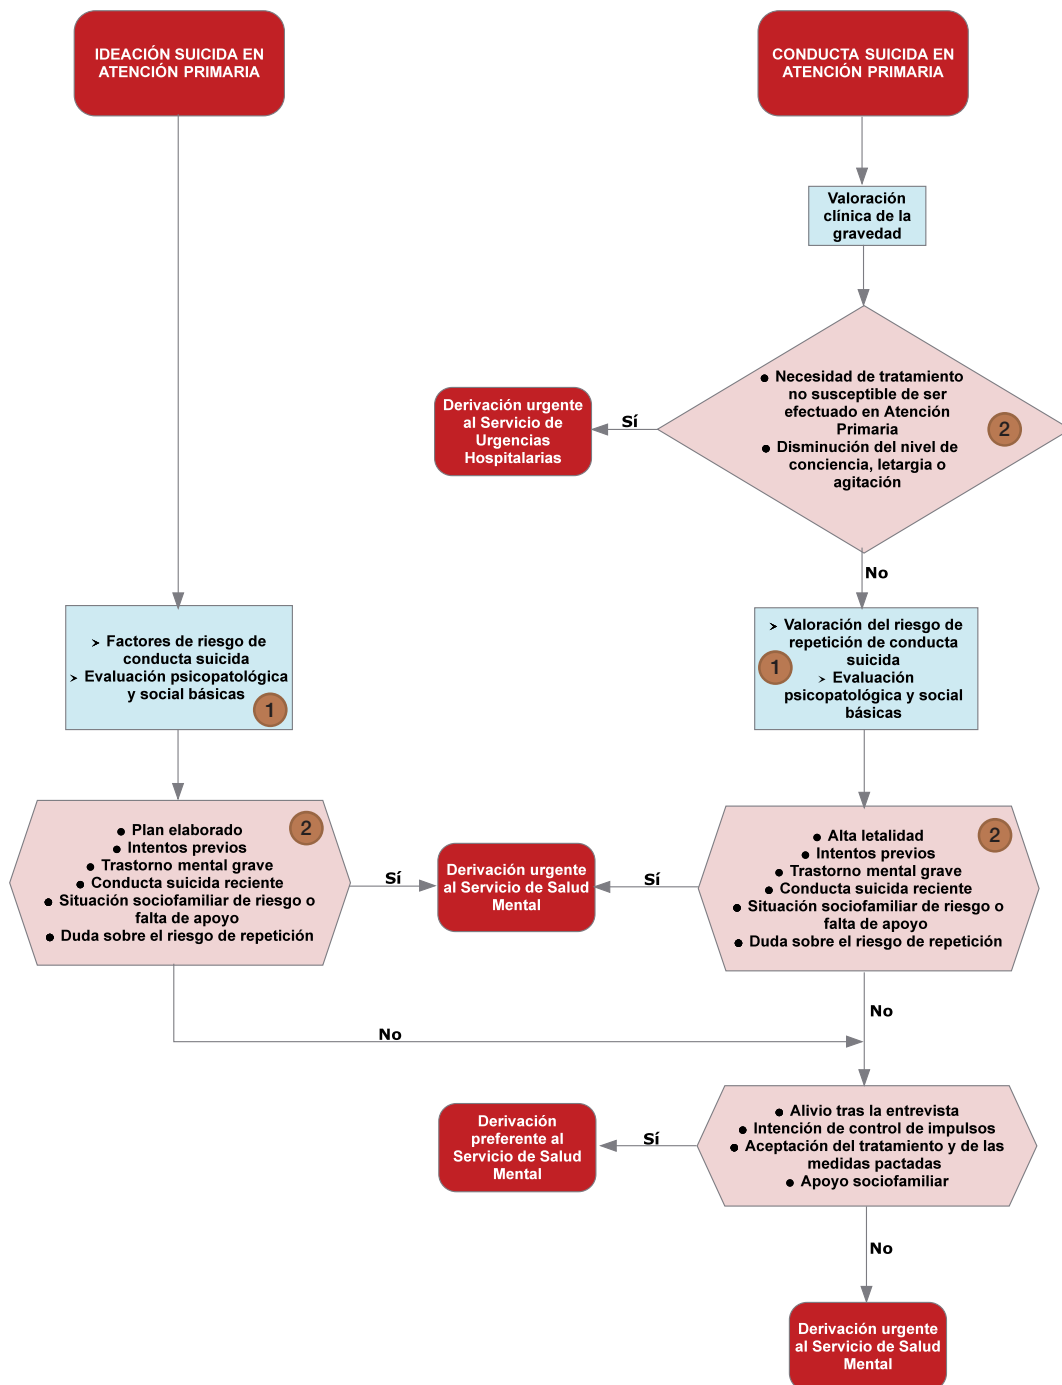 IDEACIÓN SUICIDA EN
ATENCIÓN PRIMARIA
CONDUCTA SUICIDA EN
ATENCIÓN PRIMARIA
Valoración
clínica de la
gravedad
● Necesidad de tratamiento
no susceptible de ser
efectuado en Atención
Primaria
● Disminución del nivel de
conciencia, letargia o
agitación
2
Sí
Derivación urgente
al Servicio de
Urgencias
Hospitalarias
No
➢ Factores de riesgo de
conducta suicida
➢ Evaluación psicopatológica
y social básicas
1
➢ Valoración del riesgo de
repetición de conducta
suicida
➢ Evaluación
psicopatológica y social
básicas
1
● Plan elaborado
● Intentos previos
● Trastorno mental grave
● Conducta suicida reciente
● Situación sociofamiliar de riesgo o
falta de apoyo
● Duda sobre el riesgo de repetición
2
Sí
Derivación urgente
al Servicio de Salud
Mental
Sí
● Alta letalidad
● Intentos previos
● Trastorno mental grave
● Conducta suicida reciente
● Situación sociofamiliar de riesgo o
falta de apoyo
● Duda sobre el riesgo de repetición
2
No
No
● Alivio tras la entrevista
● Intención de control de impulsos
● Aceptación del tratamiento y de las
medidas pactadas
● Apoyo sociofamiliar
Sí
Derivación
preferente al
Servicio de Salud
Mental
No
Derivación urgente
al Servicio de Salud
Mental